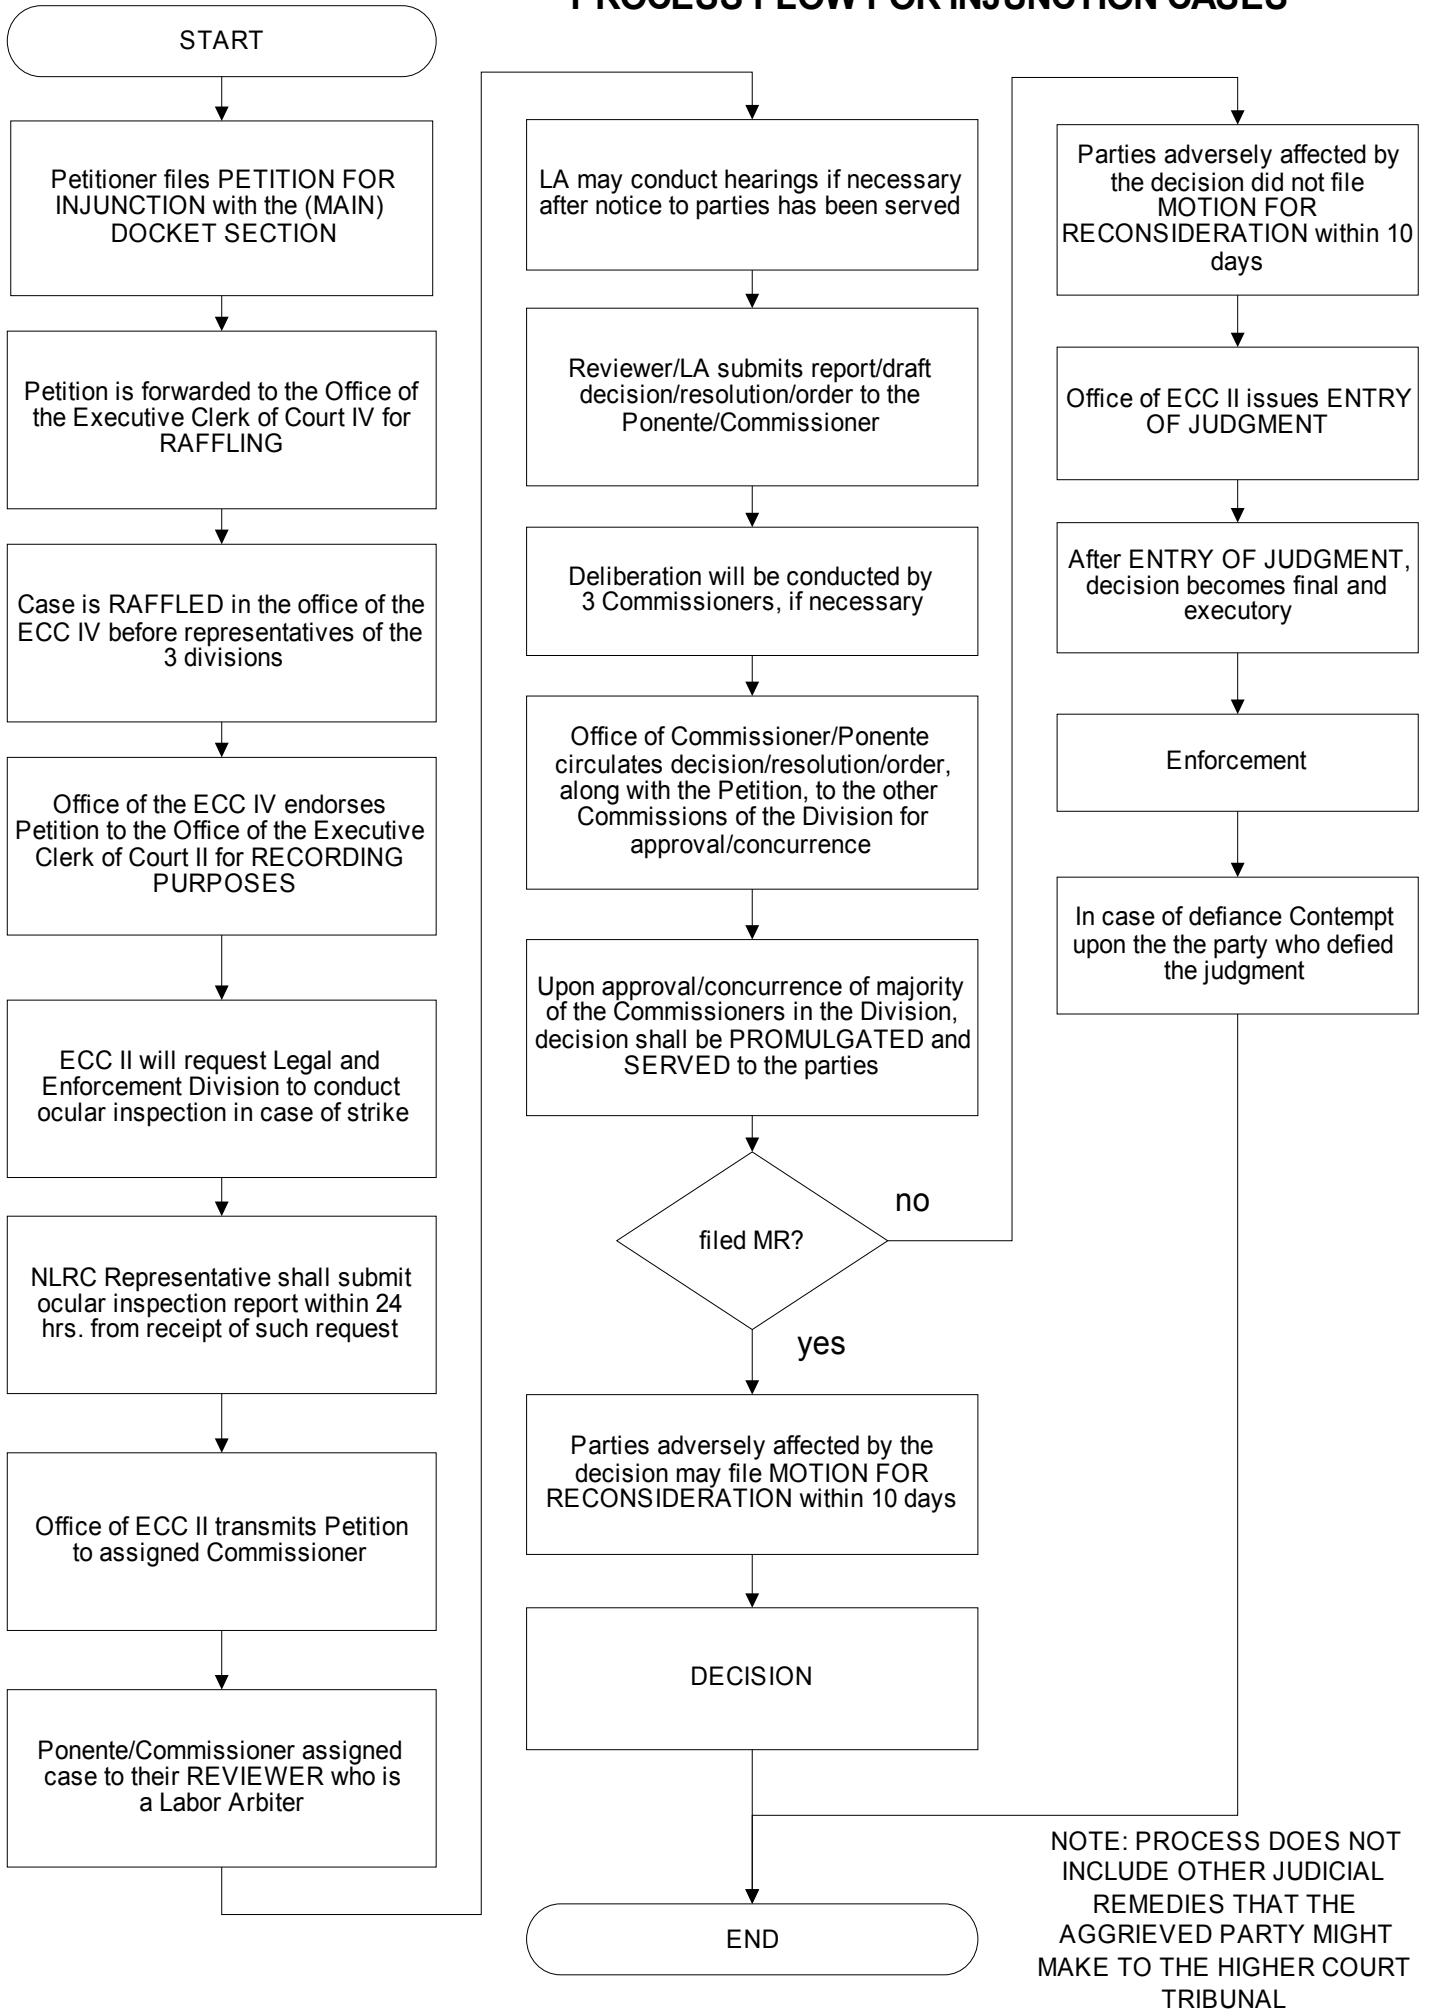 PROCESS FLOW FOR INJUNCTION CASES
START
Petitioner files PETITION FOR
INJUNCTION with the (MAIN)
DOCKET SECTION
Petition is forwarded to the Office of
the Executive Clerk of Court IV for
RAFFLING
Case is RAFFLED in the office of the
ECC IV before representatives of the
3 divisions
Office of the ECC IV endorses
Petition to the Office of the Executive
Clerk of Court II for RECORDING
PURPOSES
ECC II will request Legal and
Enforcement Division to conduct
ocular inspection in case of strike
NLRC Representative shall submit
ocular inspection report within 24
hrs. from receipt of such request
Office of ECC II transmits Petition
to assigned Commissioner
Ponente/Commissioner assigned
case to their REVIEWER who is
a Labor Arbiter
LA may conduct hearings if necessary
after notice to parties has been served
Reviewer/LA submits report/draft
decision/resolution/order to the
Ponente/Commissioner
Deliberation will be conducted by
3 Commissioners, if necessary
Office of Commissioner/Ponente
circulates decision/resolution/order,
along with the Petition, to the other
Commissions of the Division for
approval/concurrence
Upon approval/concurrence of majority
of the Commissioners in the Division,
decision shall be PROMULGATED and
SERVED to the parties
filed MR?
no
yes
Parties adversely affected by the
decision may file MOTION FOR
RECONSIDERATION within 10 days
DECISION
END
Parties adversely affected by
the decision did not file
MOTION FOR
RECONSIDERATION within 10
days
Office of ECC II issues ENTRY
OF JUDGMENT
After ENTRY OF JUDGMENT,
decision becomes final and
executory
Enforcement
In case of defiance Contempt
upon the the party who defied
the judgment
NOTE: PROCESS DOES NOT
INCLUDE OTHER JUDICIAL
REMEDIES THAT THE
AGGRIEVED PARTY MIGHT
MAKE TO THE HIGHER COURT
TRIBUNAL